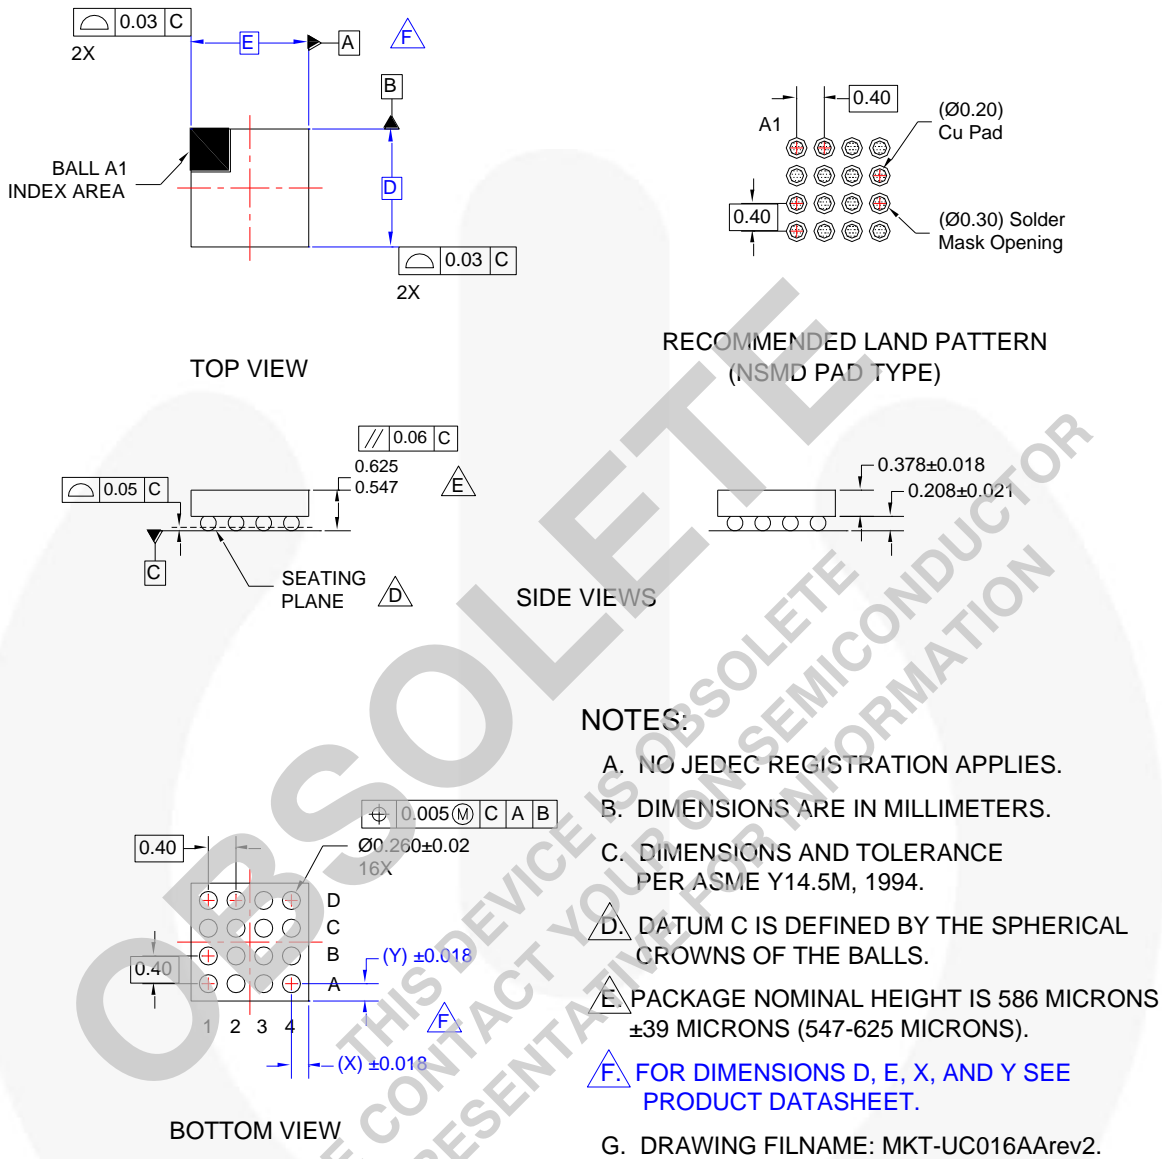 0.03 C
2X
E
A
F
B
BALL A1
INDEX AREA
D
0.03 C
2X
TOP VIEW
0.40
A1
(Ø0.20)
Cu Pad
0.40
(Ø0.30) Solder
Mask Opening
RECOMMENDED LAND PATTERN
(NSMD PAD TYPE)
// 0.06 C
0.625
0.547
E
0.05 C
C
SEATING
PLANE
D
0.378±0.018
0.208±0.021
SIDE VIEWS
0.005 Ⓜ C A B
Ø0.260±0.02
16X
0.40
0.40
D
C
B
A
1 2 3 4
(Y) ±0.018
F
(X) ±0.018
BOTTOM VIEW
NOTES:
A. NO JEDEC REGISTRATION APPLIES.
B. DIMENSIONS ARE IN MILLIMETERS.
C. DIMENSIONS AND TOLERANCE
PER ASME Y14.5M, 1994.
D. DATUM C IS DEFINED BY THE SPHERICAL
CROWNS OF THE BALLS.
E. PACKAGE NOMINAL HEIGHT IS 586 MICRONS
±39 MICRONS (547-625 MICRONS).
F. FOR DIMENSIONS D, E, X, AND Y SEE
PRODUCT DATASHEET.
G. DRAWING FILNAME: MKT-UC016AArev2.
OBSOLETE
THIS DEVICE IS OBSOLETE
CONTACT YOUR ON SEMICONDUCTOR
FOR INFORMATION